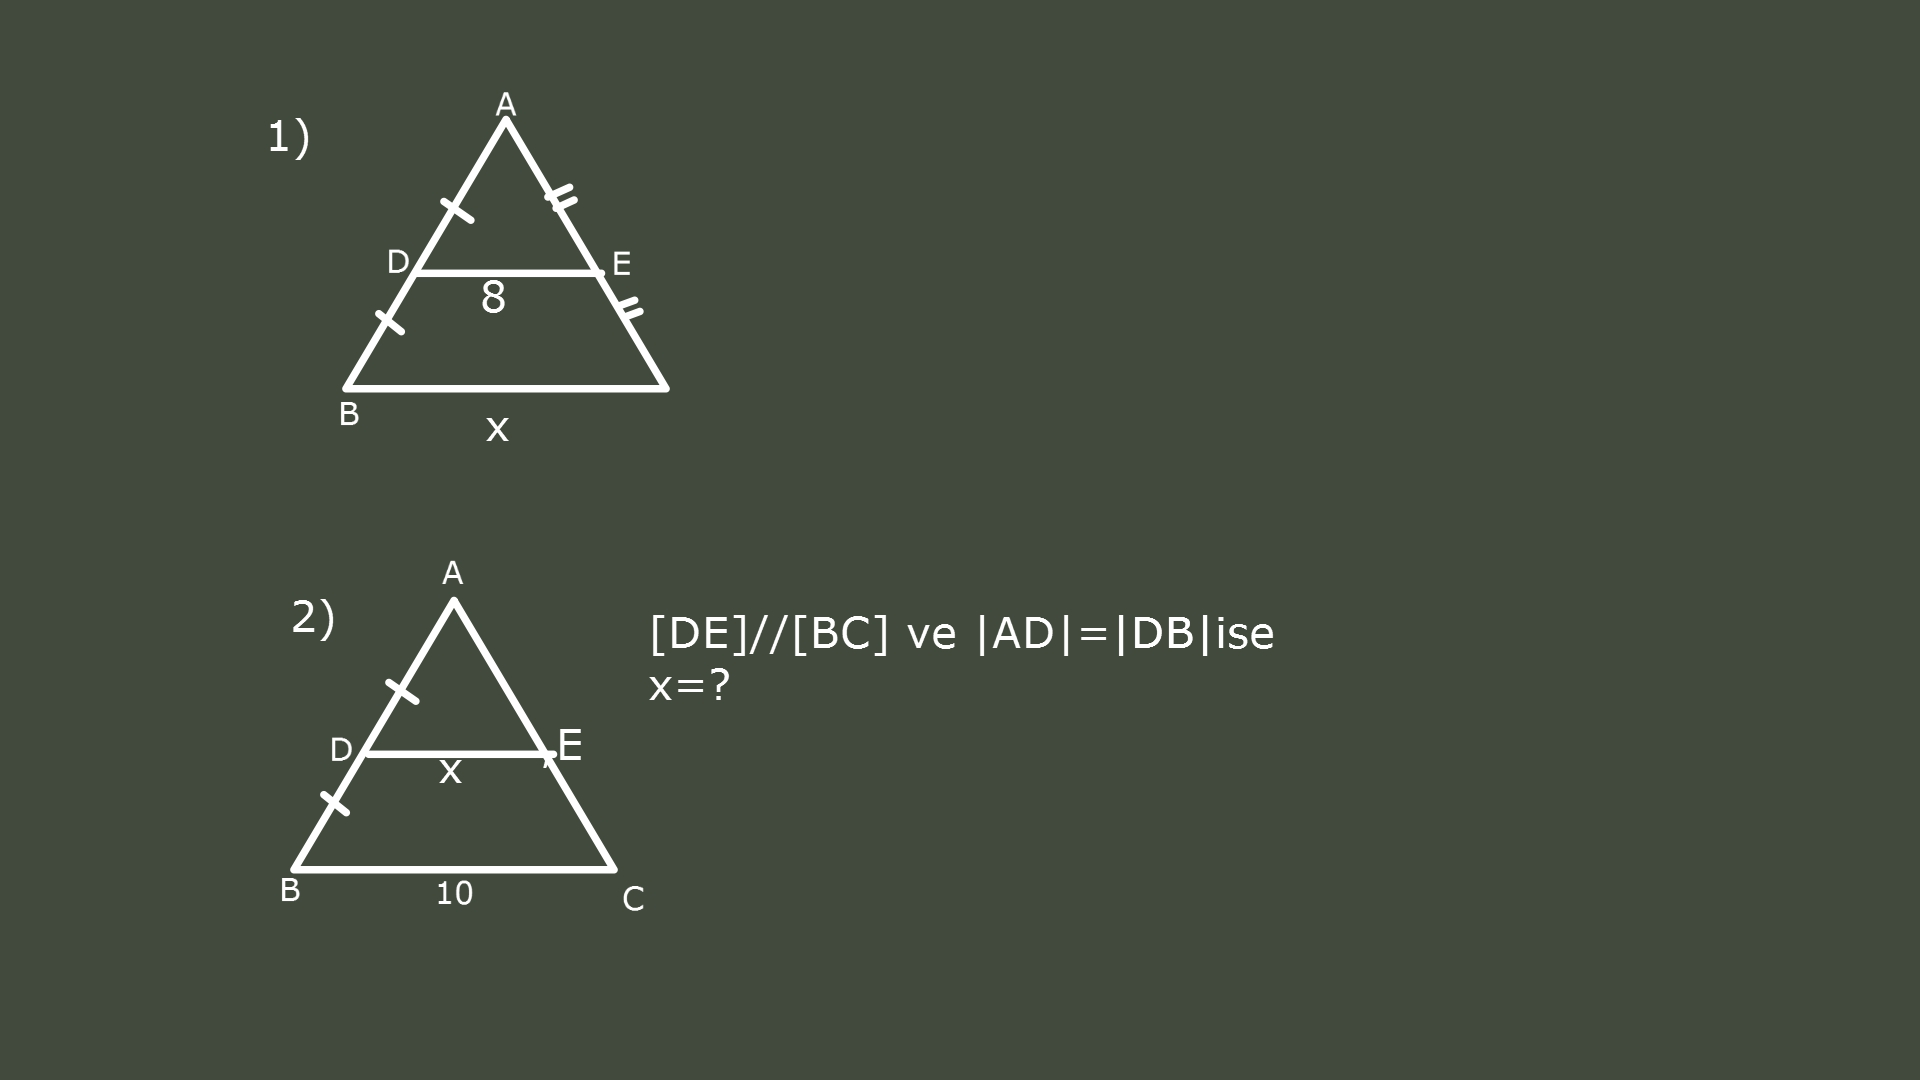 1)
A
D
E
8
B
x
2)
A
[DE]//[BC] ve |AD|=|DB|ise
x=?
D
E
x
B
10
C